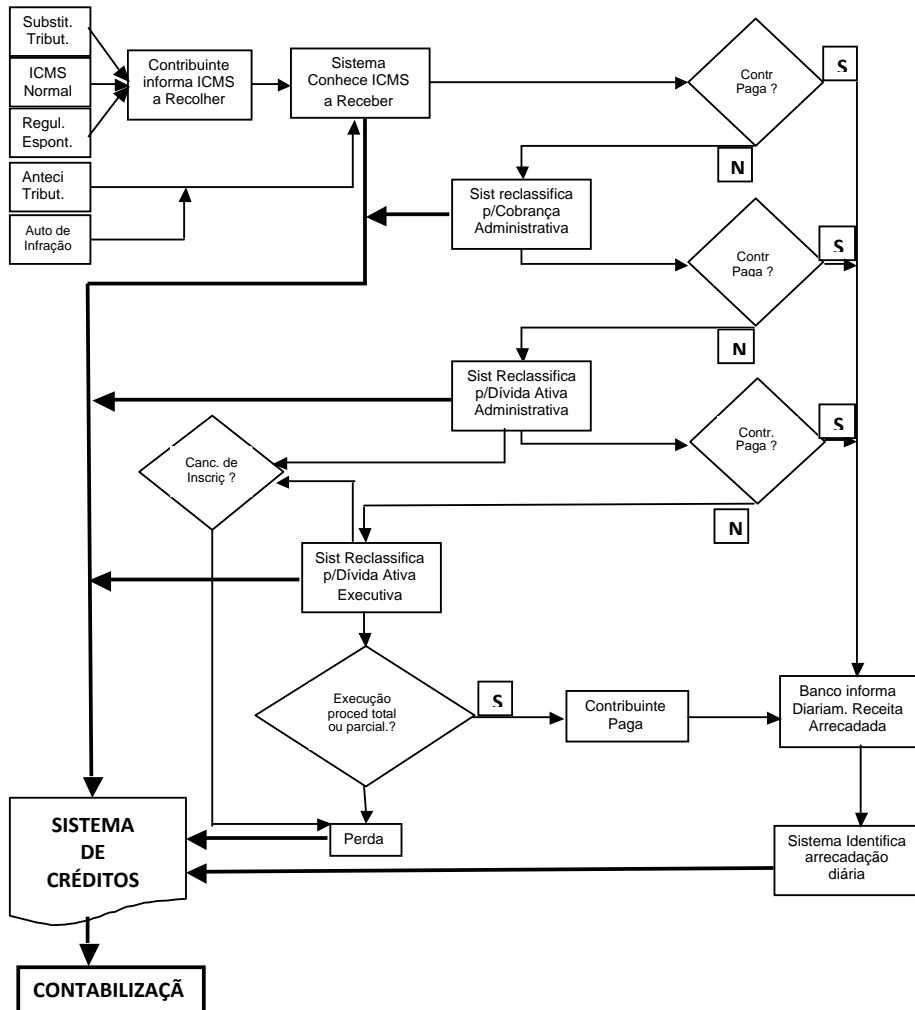 Substit.
Tribut.
ICMS
Normal
Regul.
Espont.
Anteci
Tribut.
Auto de
Infração
Contribuinte
informa ICMS
a Recolher
Sistema
Conhece ICMS
a Receber
Contr
Paga ?
S
N
Sist reclassifica
p/Cobrança
Administrativa
Contr
Paga ?
S
N
Sist Reclassifica
p/Dívida Ativa
Administrativa
Contr.
Paga ?
S
N
Canc. de
Inscriç ?
Sist Reclassifica
p/Dívida Ativa
Executiva
Execução
proced total
ou parcial.?
S
Contribuinte
Paga
Banco informa
Diariam. Receita
Arrecadada
Perda
Sistema Identifica
arrecadação
diária
SISTEMA
DE
CRÉDITOS
CONTABILIZAÇÃ